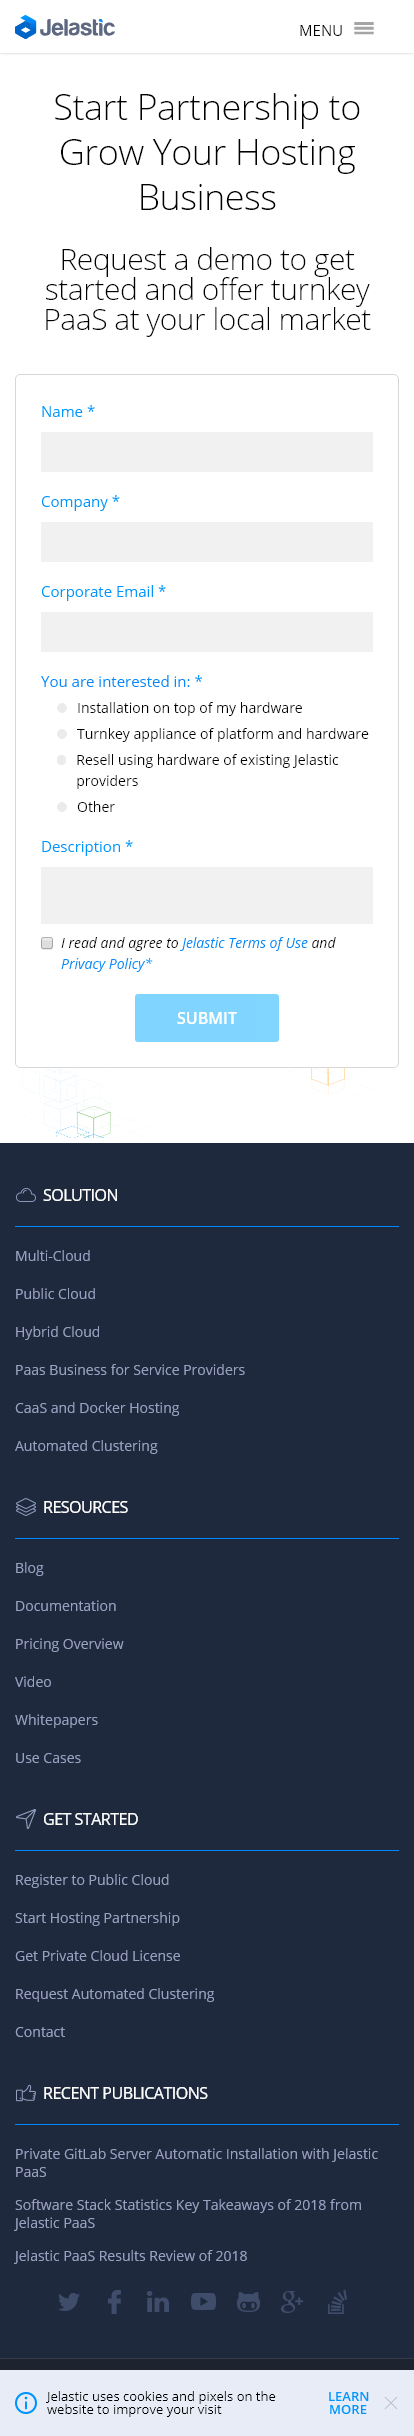 Jelastic
MENU
Start Partnership to
Grow Your Hosting
Business
Request a demo to get
started and offer turnkey
PaaS at your local market
Name *
Company *
Corporate Email *
You are interested in: *
Installation on top of my hardware
Turnkey appliance of platform and hardware
Resell using hardware of existing Jelastic
providers
Other
Description *
I read and agree to Jelastic Terms of Use and
Privacy Policy*
SUBMIT
SOLUTION
Multi-Cloud
Public Cloud
Hybrid Cloud
Paas Business for Service Providers
CaaS and Docker Hosting
Automated Clustering
RESOURCES
Blog
Documentation
Pricing Overview
Video
Whitepapers
Use Cases
GET STARTED
Register to Public Cloud
Start Hosting Partnership
Get Private Cloud License
Request Automated Clustering
Contact
RECENT PUBLICATIONS
Private GitLab Server Automatic Installation with Jelastic
PaaS
Software Stack Statistics Key Takeaways of 2018 from
Jelastic PaaS
Jelastic PaaS Results Review of 2018
Jelastic uses cookies and pixels on the
website to improve your visit
LEARN
MORE